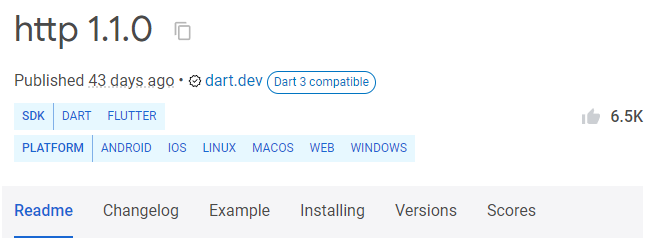 http 1.1.0
Published 43 days ago • dart.dev Dart 3 compatible
SDK DART FLUTTER
6.5K
PLATFORM ANDROID IOS LINUX MACOS WEB WINDOWS
Readme Changelog Example Installing Versions Scores